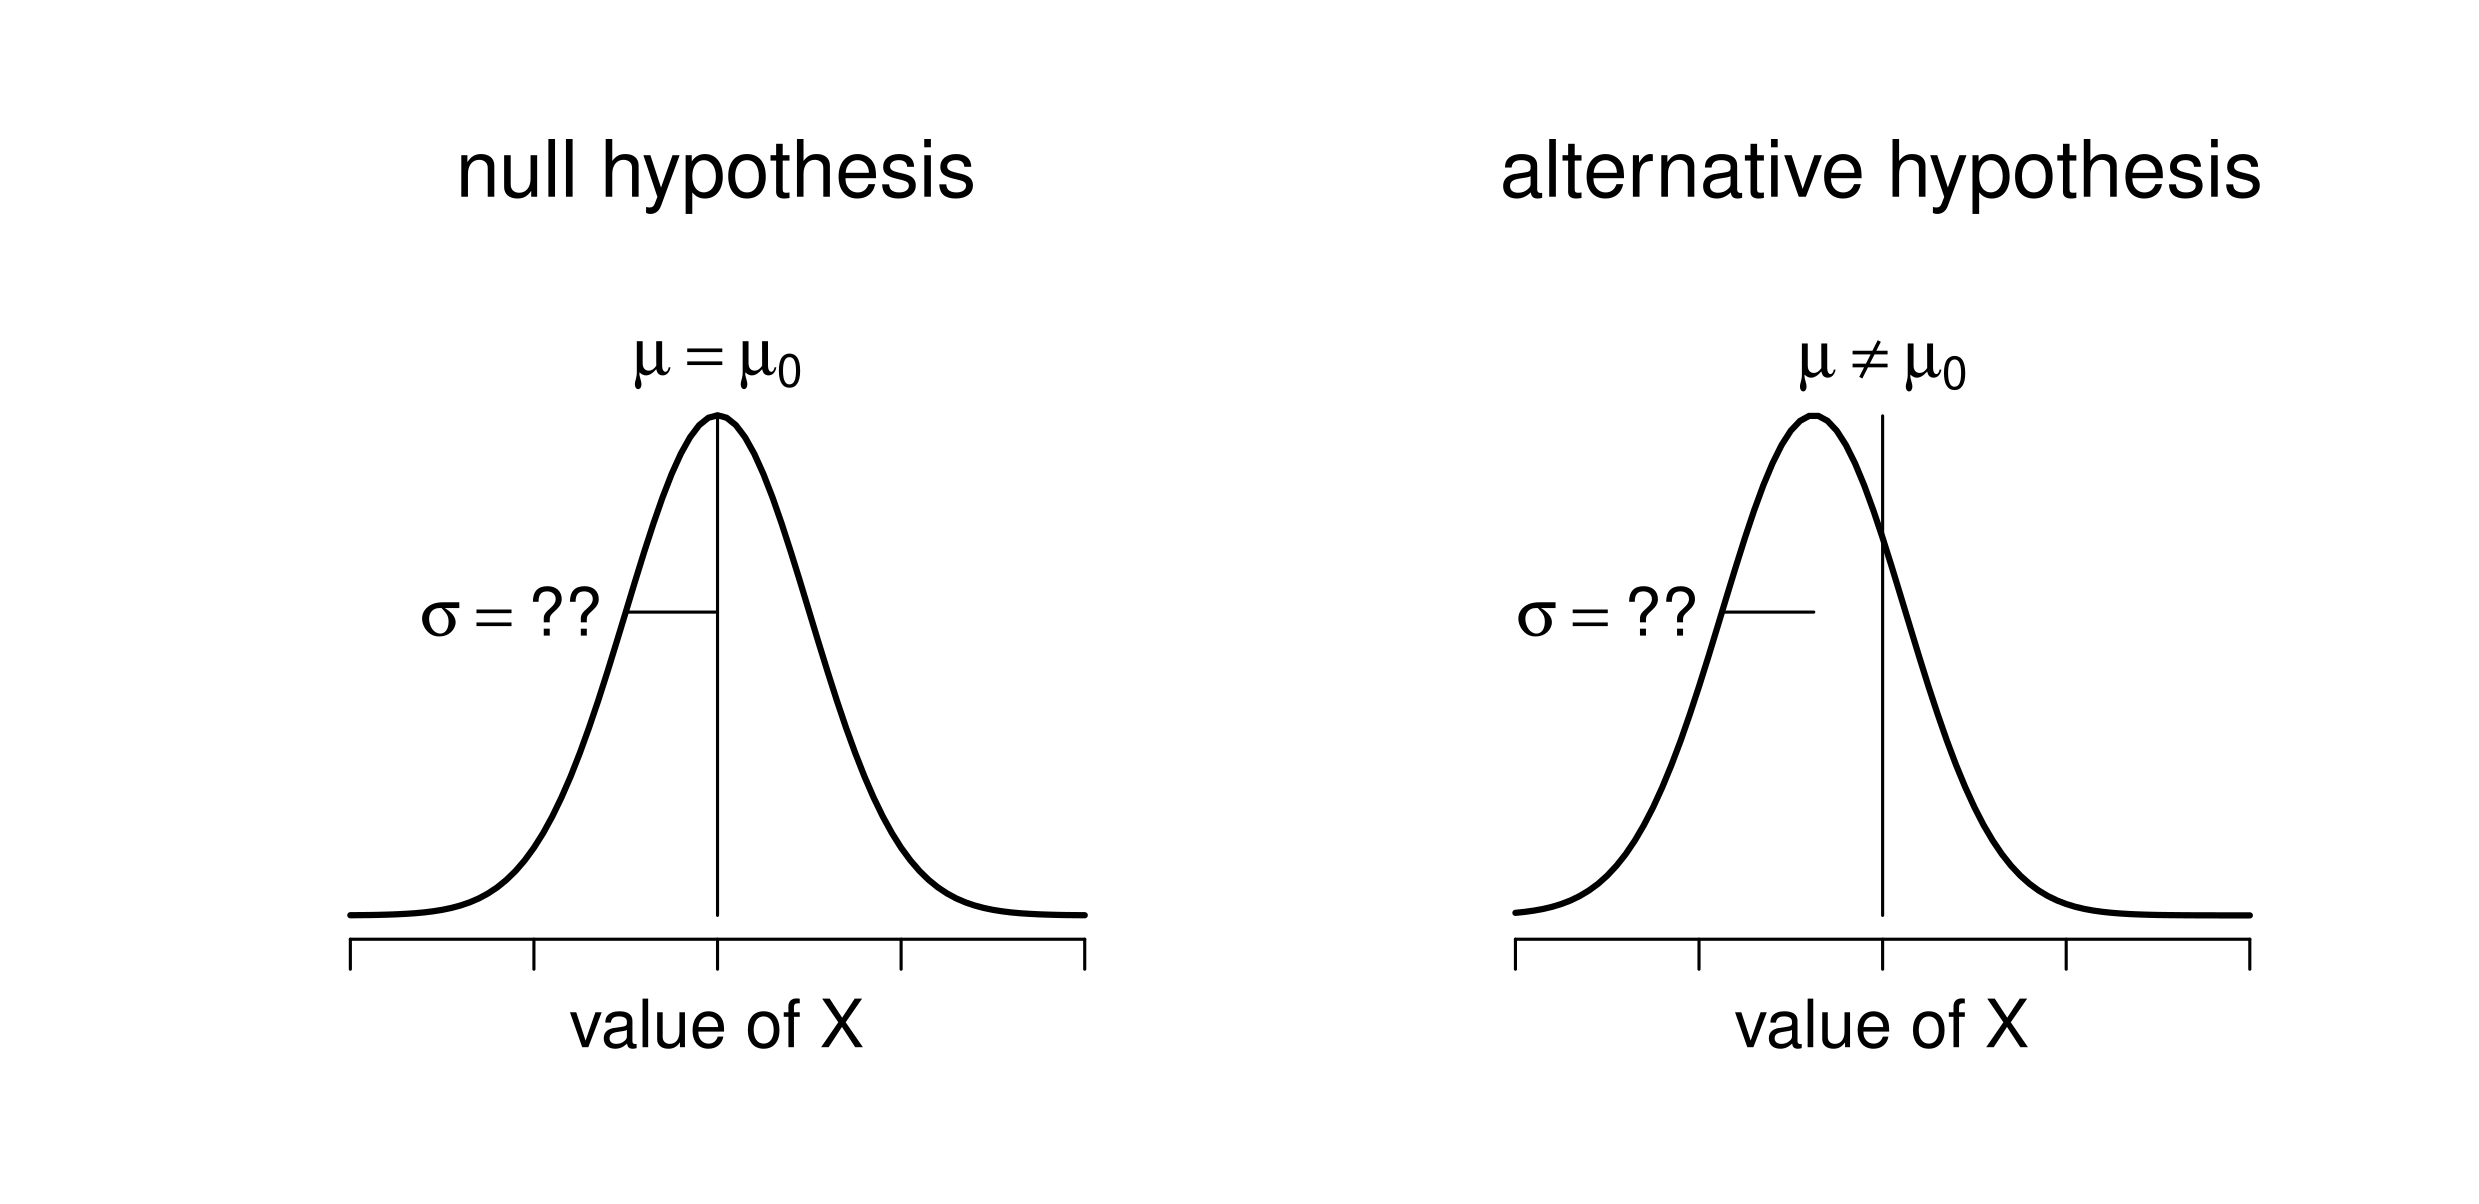 null hypothesis
μ = μ₀
σ = ??
value of X
alternative hypothesis
μ ≠ μ₀
σ = ??
value of X